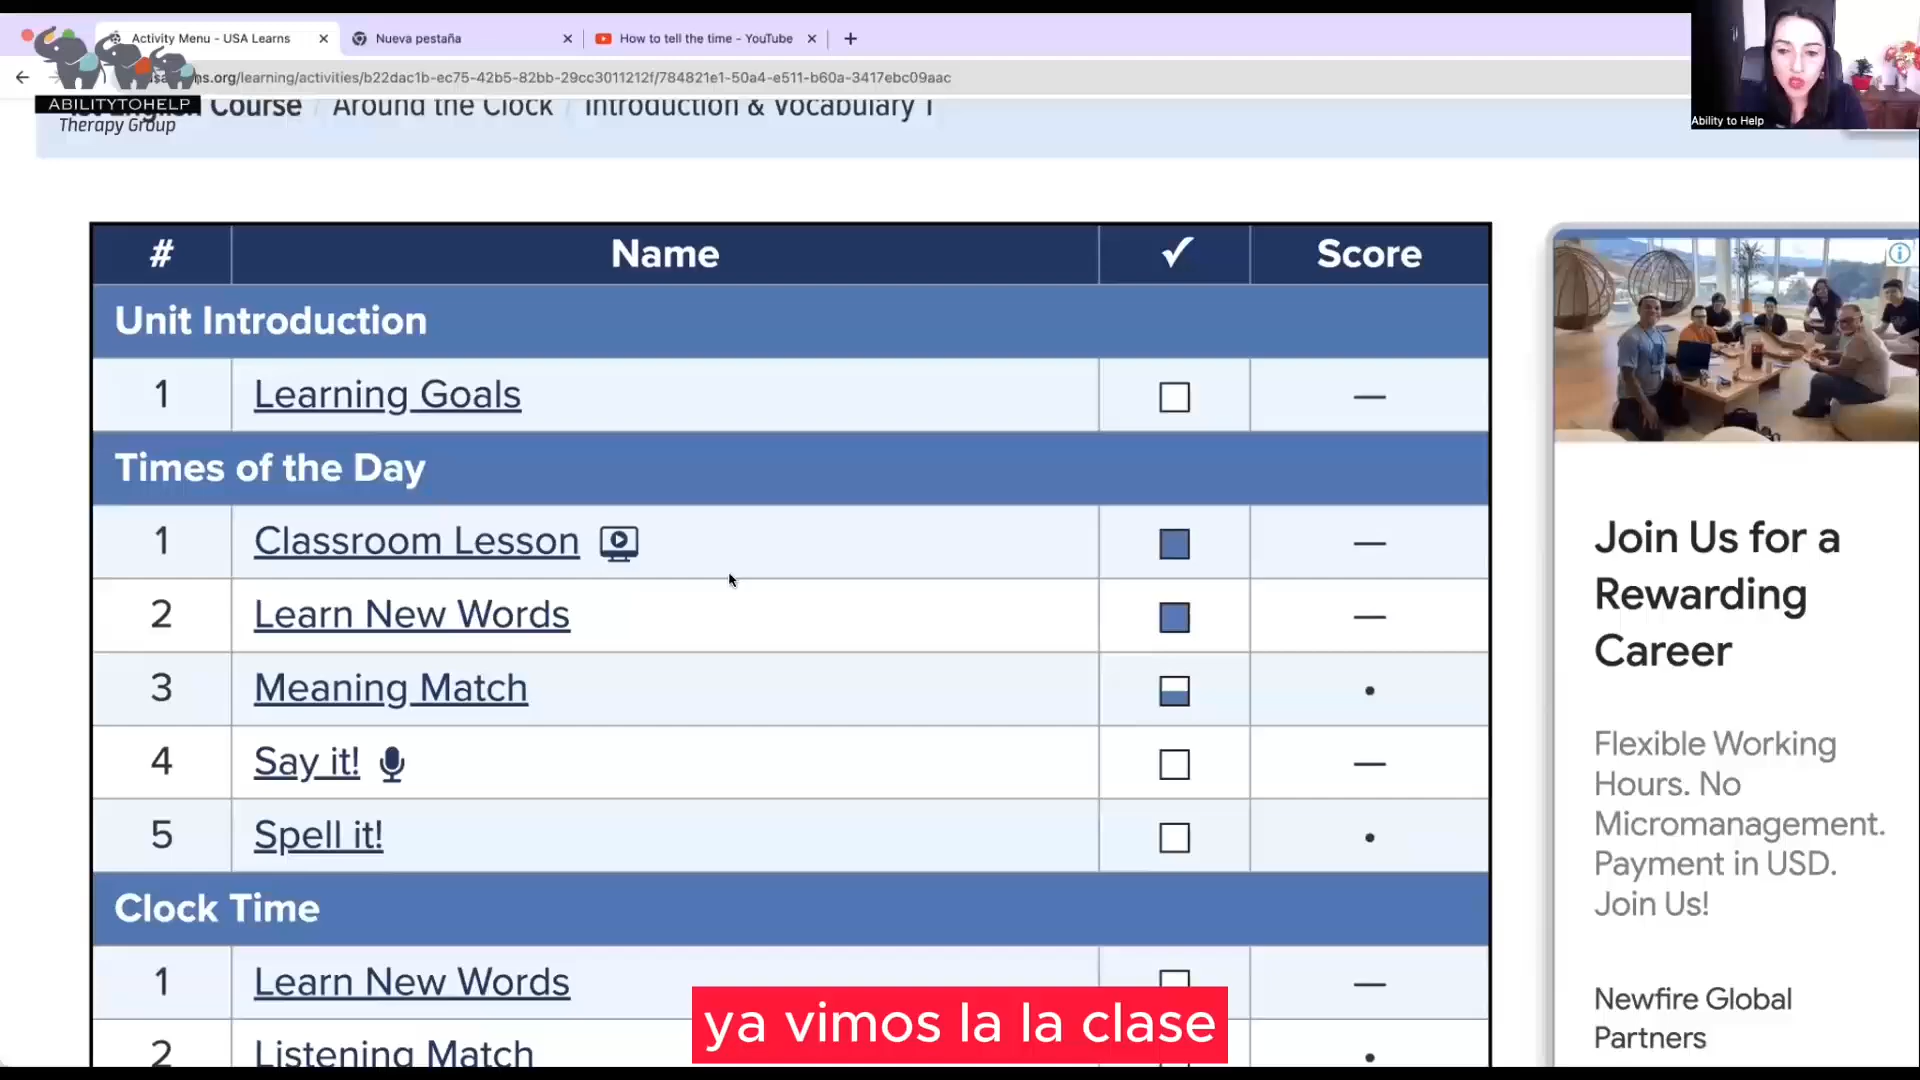 Activity Menu - USA Learns
Nueva pestaña
How to tell the time - YouTube
ns.org/learning/activities/b22dac1b-ec75-42b5-82bb-29cc3011212f/784821e1-50a4-e511-b60a-3417ebc09aac
ABILITYTOHELP
Therapy Group
Ability to Help
1st English Course / Around the Clock / Introduction & Vocabulary 1
# Name ✓ Score
Unit Introduction
1 Learning Goals —
Times of the Day
1 Classroom Lesson —
2 Learn New Words —
3 Meaning Match •
4 Say it! —
5 Spell it! •
Clock Time
1 Learn New Words —
2 Listening Match •
Join Us for a
Rewarding
Career
Flexible Working
Hours. No
Micromanagement.
Payment in USD.
Join Us!
Newfire Global
Partners
ya vimos la la clase